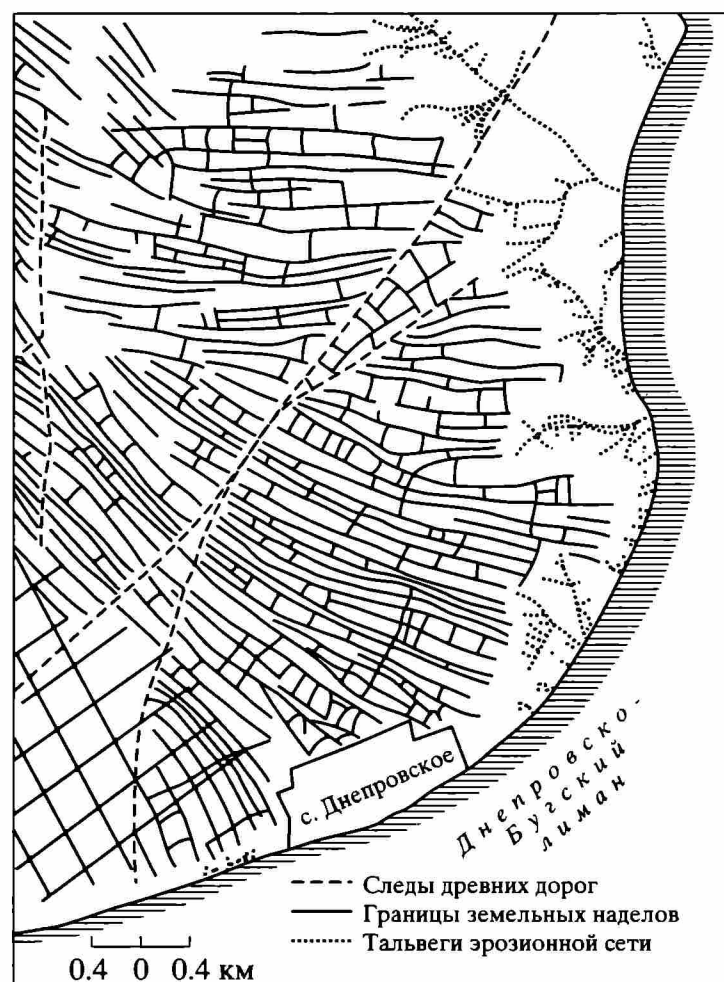 с. Днепровское
Днепровско-
Бугский
лиман
Следы древних дорог
Границы земельных наделов
Тальвеги эрозионной сети
0.4 0 0.4 км